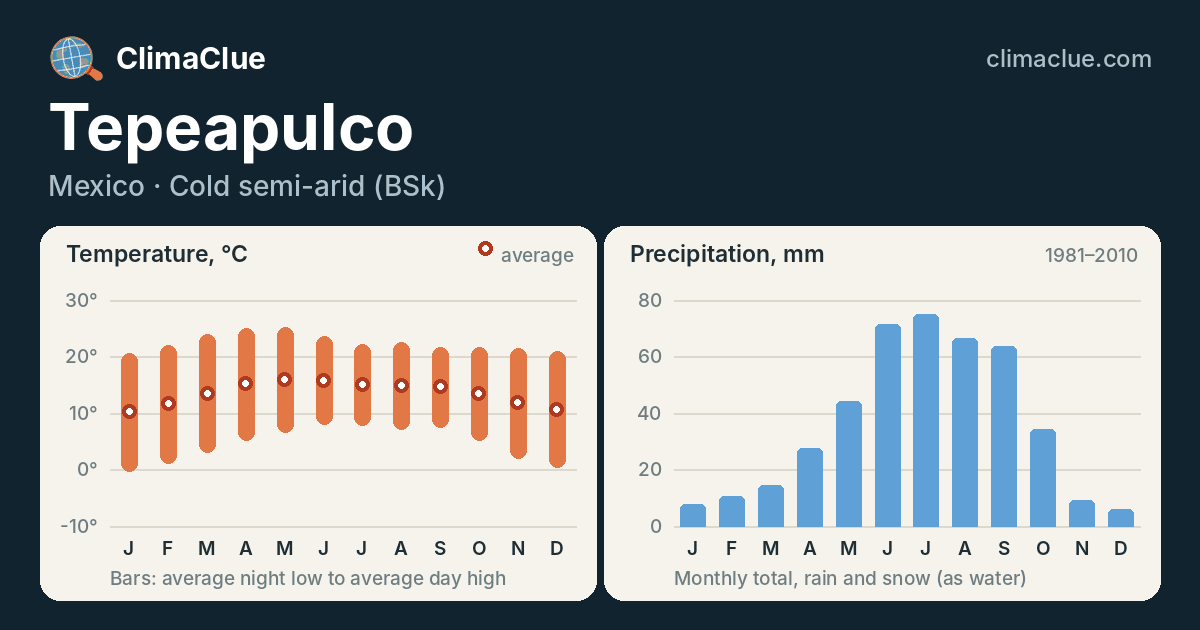 ClimaClue
climaclue.com
Tepeapulco
Mexico · Cold semi-arid (BSk)
Temperature, °C
average
30°
20°
10°
0°
-10°
J F M A M J J A S O N D
Bars: average night low to average day high
Precipitation, mm
1981–2010
80
60
40
20
0
J F M A M J J A S O N D
Monthly total, rain and snow (as water)